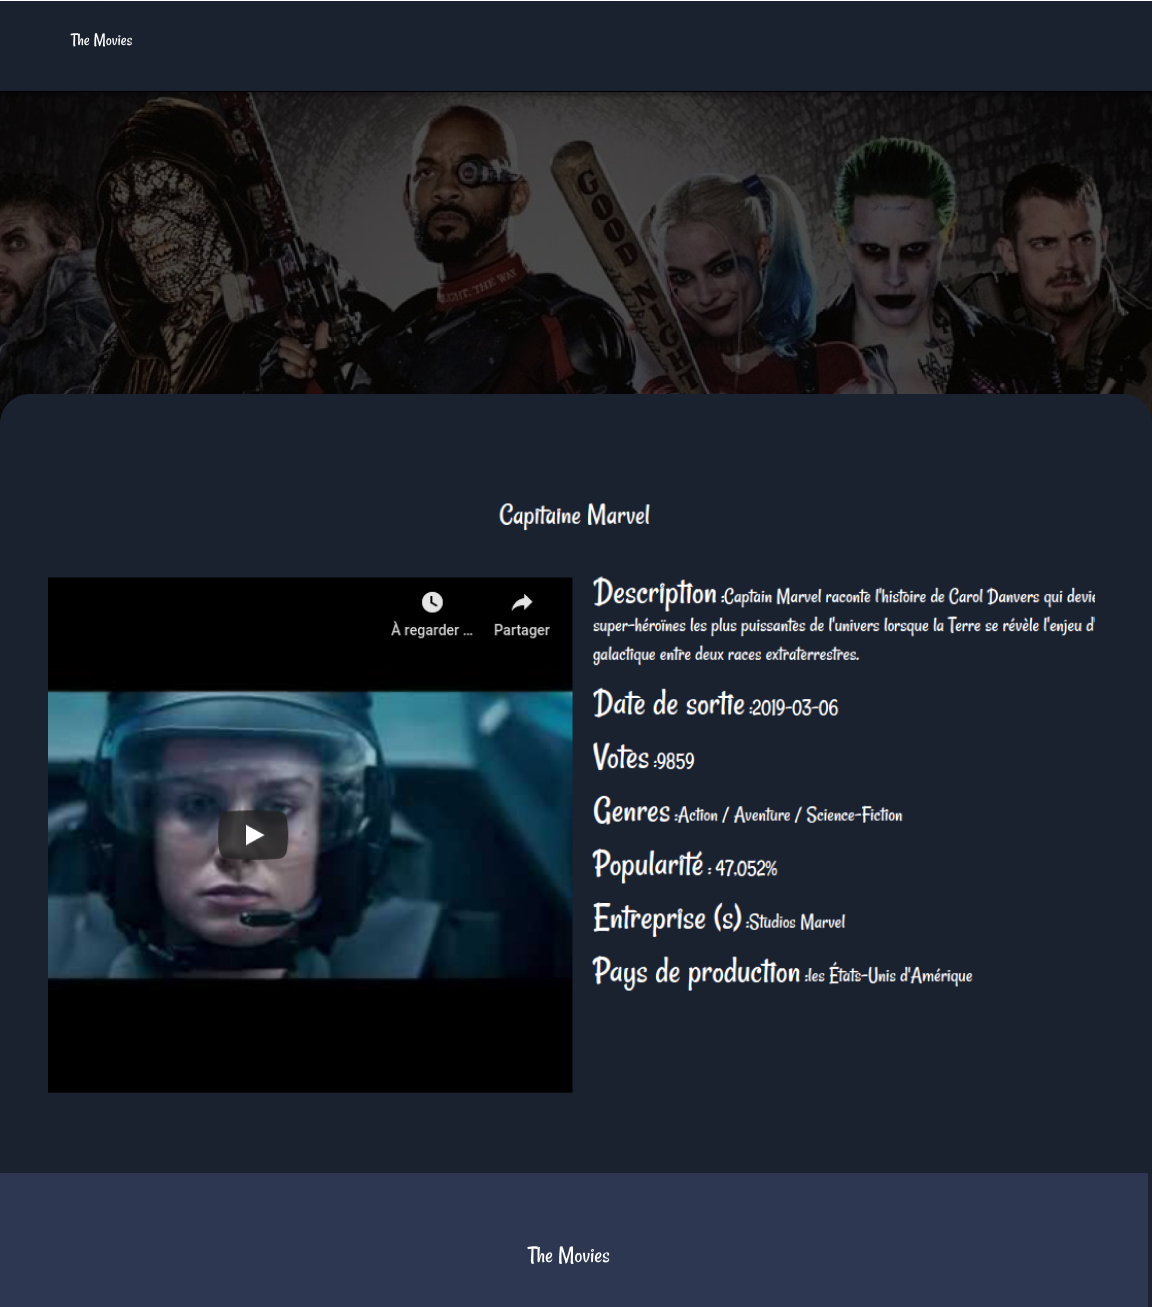 The Movies
GOOD NIGHT
Capitaine Marvel
À regarder ...
Partager
Description :Captain Marvel raconte l'histoire de Carol Danvers qui devie
super-héroïnes les plus puissantes de l'univers lorsque la Terre se révèle l'enjeu d'
galactique entre deux races extraterrestres.
Date de sortie :2019-03-06
Votes :9859
Genres :Action / Aventure / Science-Fiction
Popularité : 47.052%
Entreprise (s) :Studios Marvel
Pays de production :les États-Unis d'Amérique
The Movies